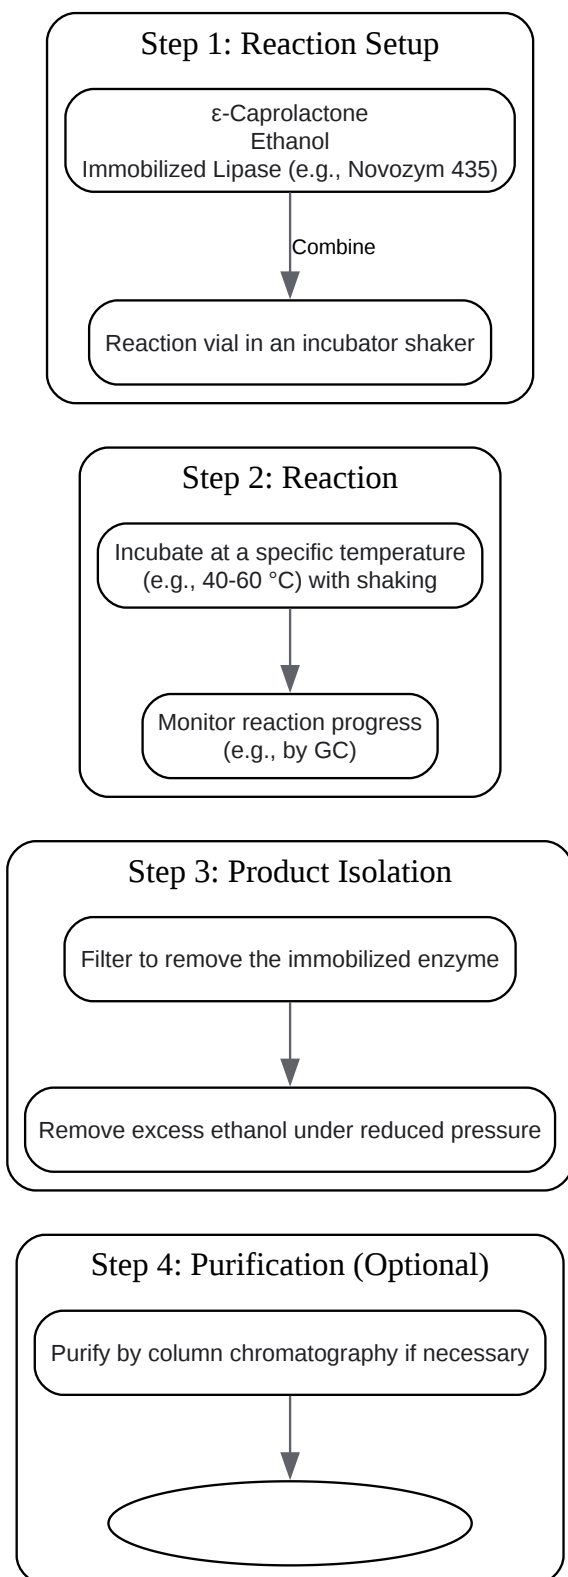 Step 1: Reaction Setup
ε-Caprolactone
Ethanol
Immobilized Lipase (e.g., Novozym 435)
Combine
Reaction vial in an incubator shaker
Step 2: Reaction
Incubate at a specific temperature
(e.g., 40-60 °C) with shaking
Monitor reaction progress
(e.g., by GC)
Step 3: Product Isolation
Filter to remove the immobilized enzyme
Remove excess ethanol under reduced pressure
Step 4: Purification (Optional)
Purify by column chromatography if necessary